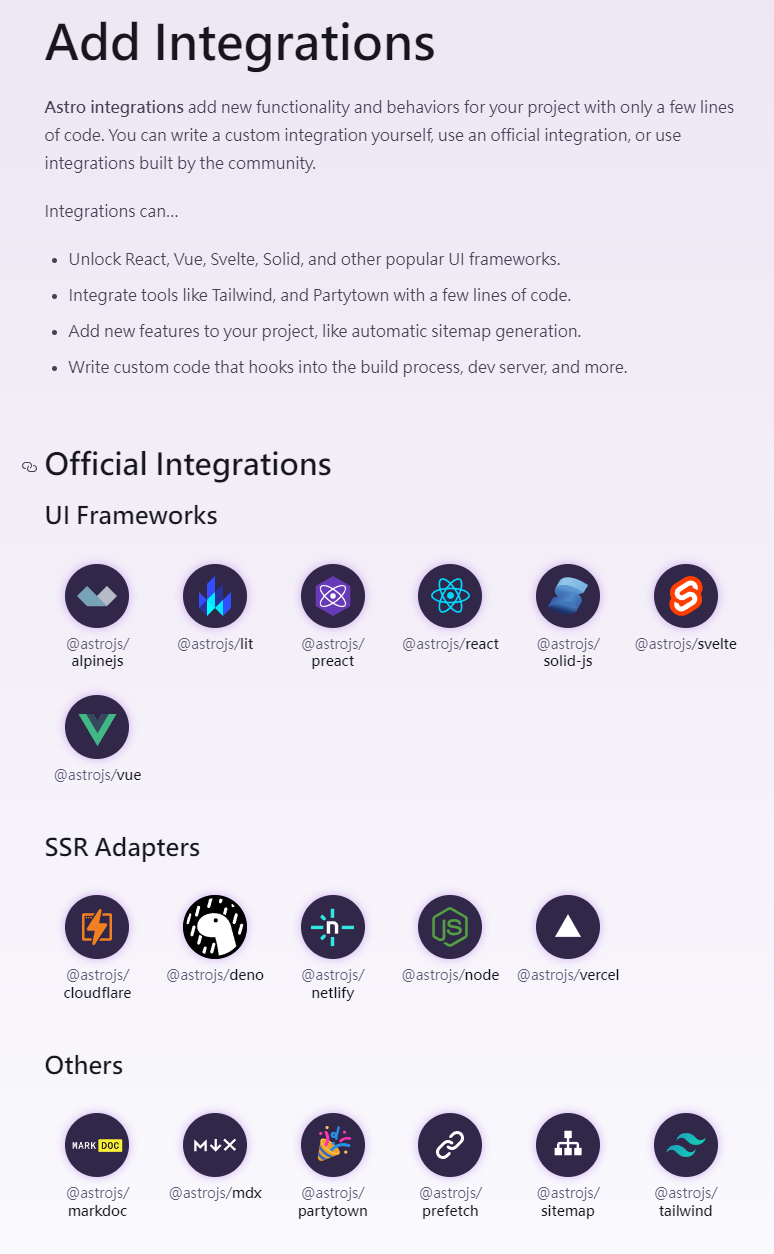 Add Integrations
Astro integrations add new functionality and behaviors for your project with only a few lines
of code. You can write a custom integration yourself, use an official integration, or use
integrations built by the community.
Integrations can...
• Unlock React, Vue, Svelte, Solid, and other popular UI frameworks.
• Integrate tools like Tailwind, and Partytown with a few lines of code.
• Add new features to your project, like automatic sitemap generation.
• Write custom code that hooks into the build process, dev server, and more.
Official Integrations
UI Frameworks
@astrojs/
alpinejs
@astrojs/lit
@astrojs/
preact
@astrojs/react
@astrojs/
solid-js
@astrojs/svelte
@astrojs/vue
SSR Adapters
n
JS
@astrojs/
cloudflare
@astrojs/deno
@astrojs/
netlify
@astrojs/node
@astrojs/vercel
Others
MARKDOC
M↓X
@astrojs/
markdoc
@astrojs/mdx
@astrojs/
partytown
@astrojs/
prefetch
@astrojs/
sitemap
@astrojs/
tailwind